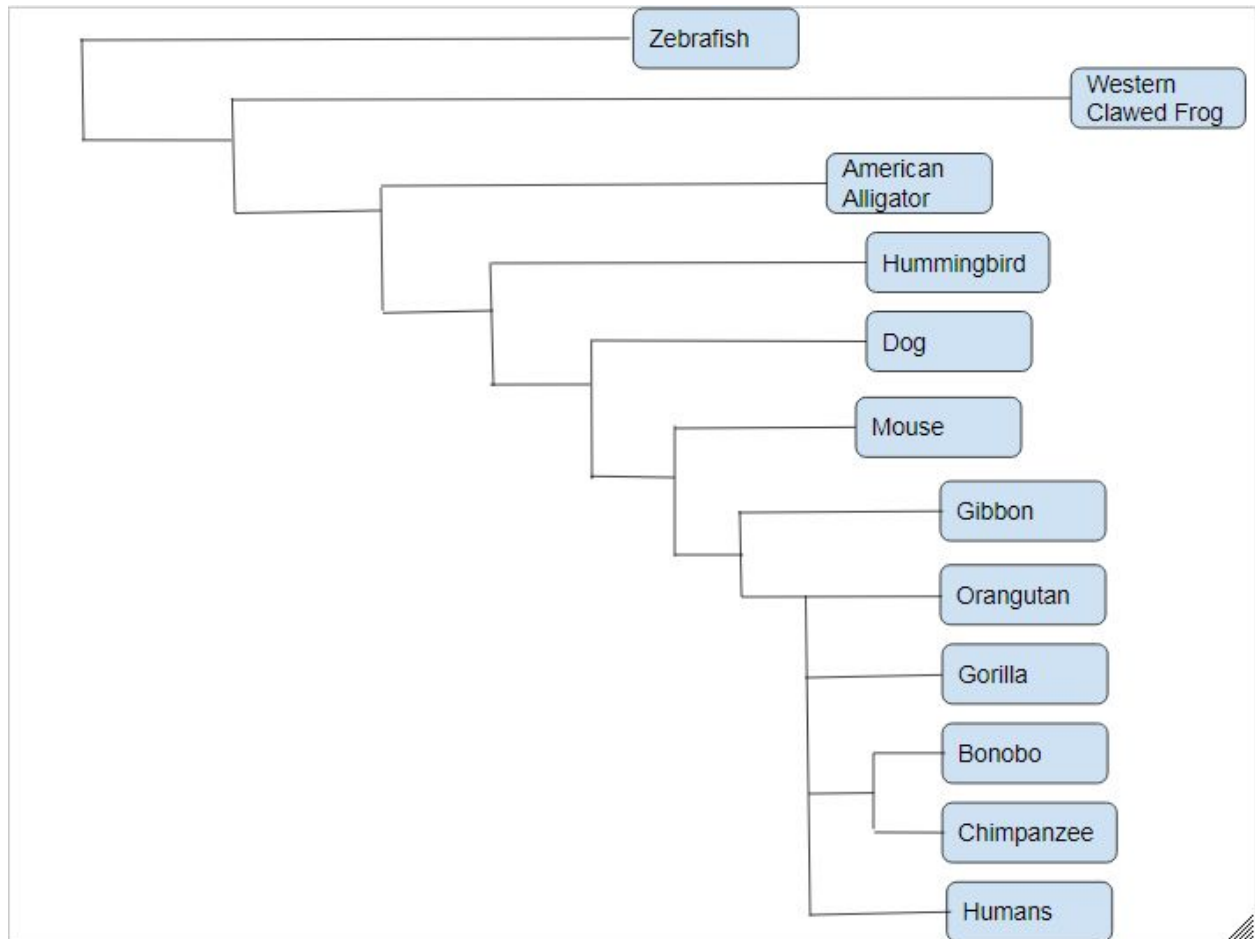 Zebrafish
Western
Clawed Frog
American
Alligator
Hummingbird
Dog
Mouse
Gibbon
Orangutan
Gorilla
Bonobo
Chimpanzee
Humans